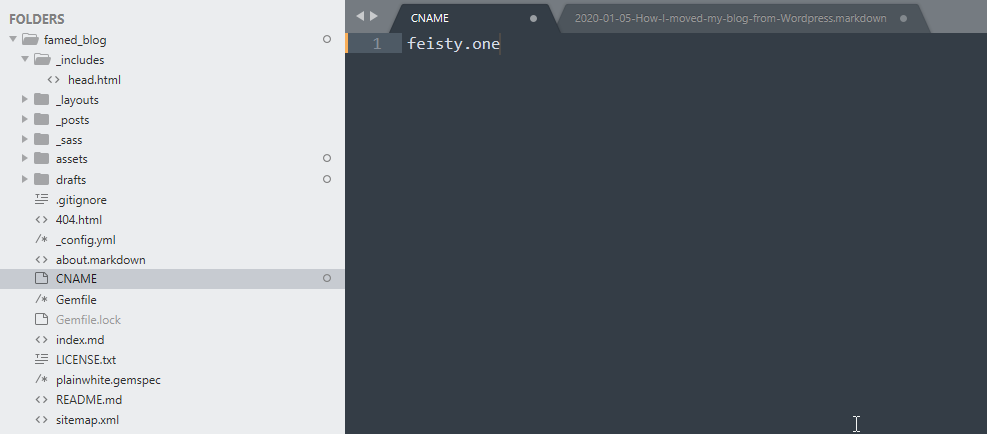 FOLDERS
famed_blog
_includes
head.html
_layouts
_posts
_sass
assets
drafts
.gitignore
404.html
_config.yml
about.markdown
CNAME
Gemfile
Gemfile.lock
index.md
LICENSE.txt
plainwhite.gemspec
README.md
sitemap.xml
CNAME
2020-01-05-How-I-moved-my-blog-from-Wordpress.markdown
1 feisty.one